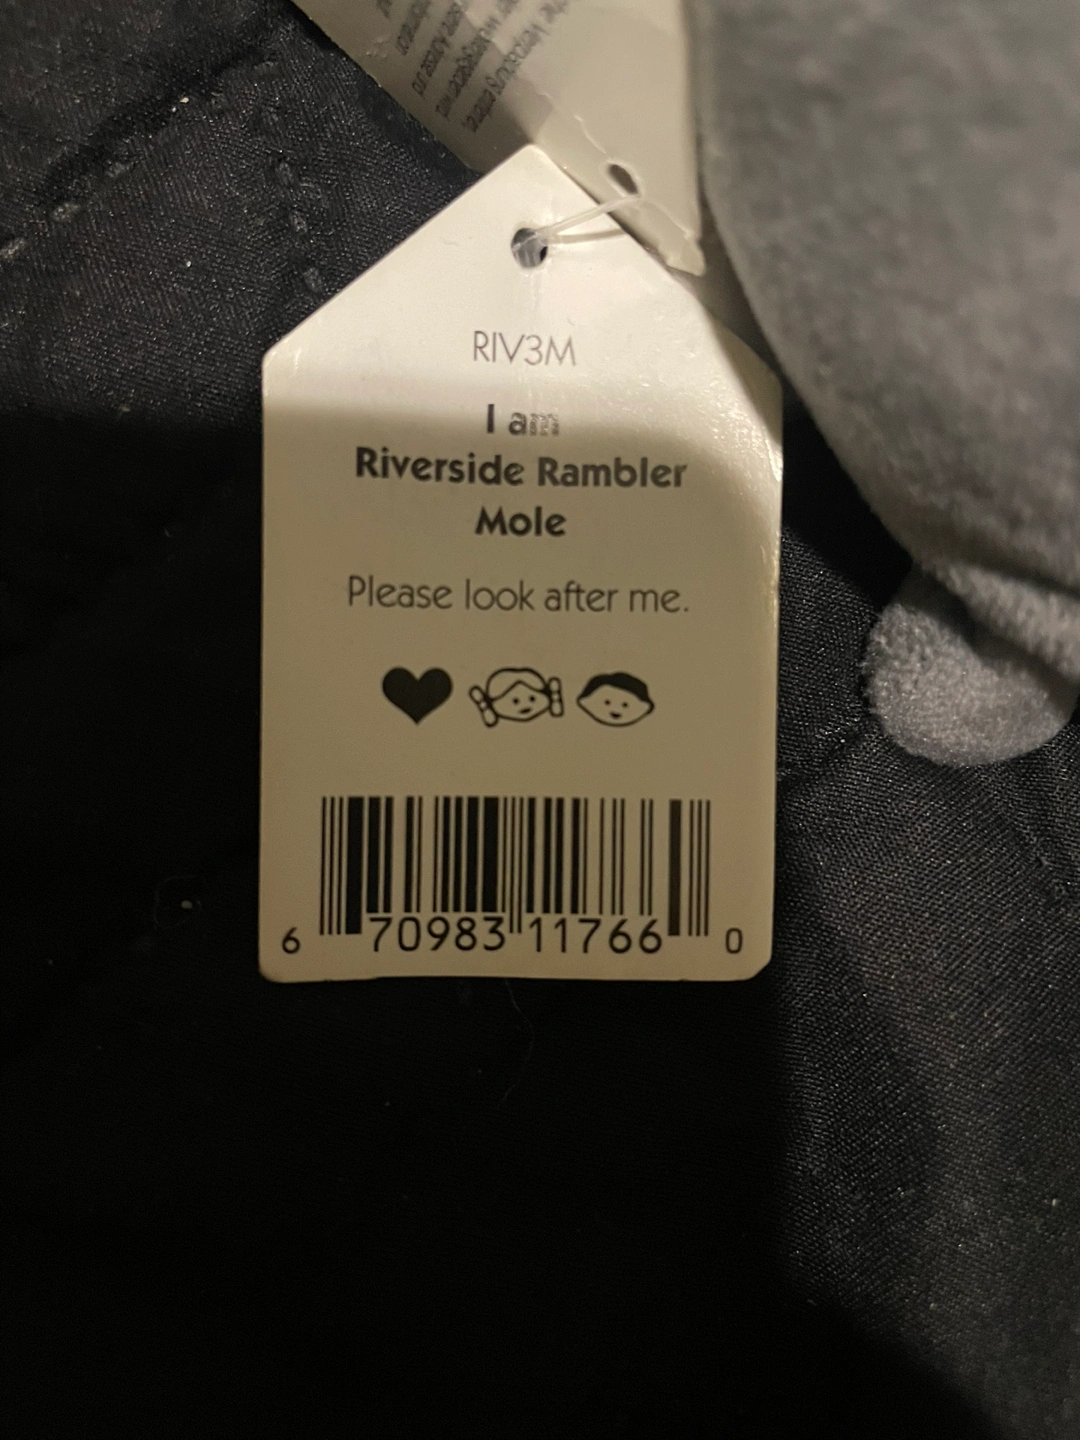 RIV3M
I am
Riverside Rambler
Mole
Please look after me.
6 70983 11766 0